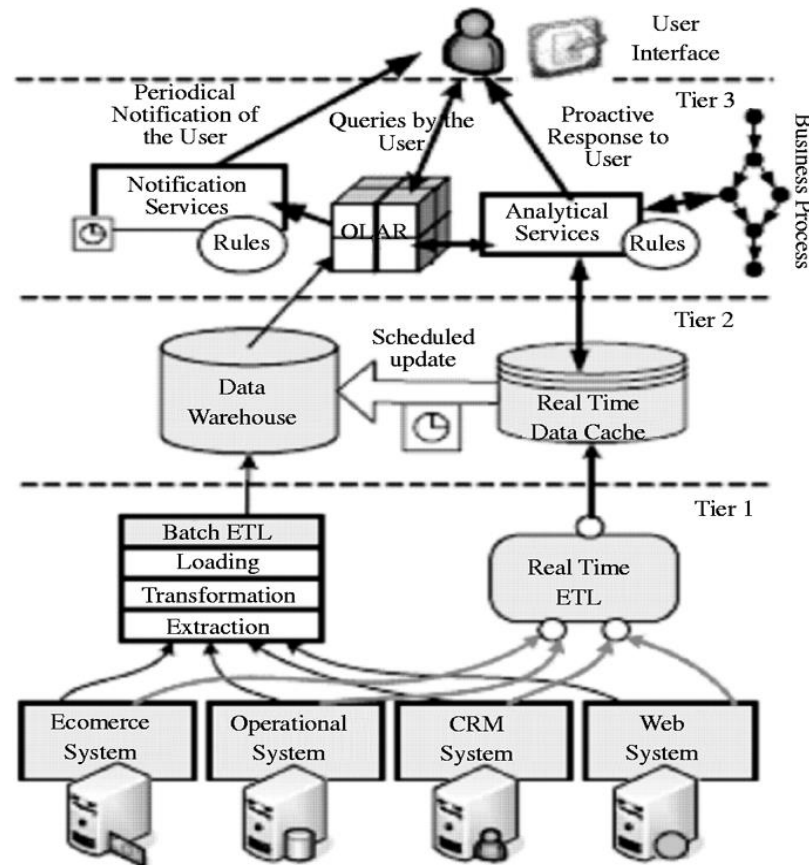 User
Interface
Tier 3
Periodical
Notification of
the User
Queries by the
User
Proactive
Response to
User
Business Process
Notification
Services
Rules
OLAR
Analytical
Services
Rules
Tier 2
Scheduled
update
Data
Warehouse
Real Time
Data Cache
Tier 1
Batch ETL
Loading
Transformation
Extraction
Real Time
ETL
Ecomerce
System
Operational
System
CRM
System
Web
System